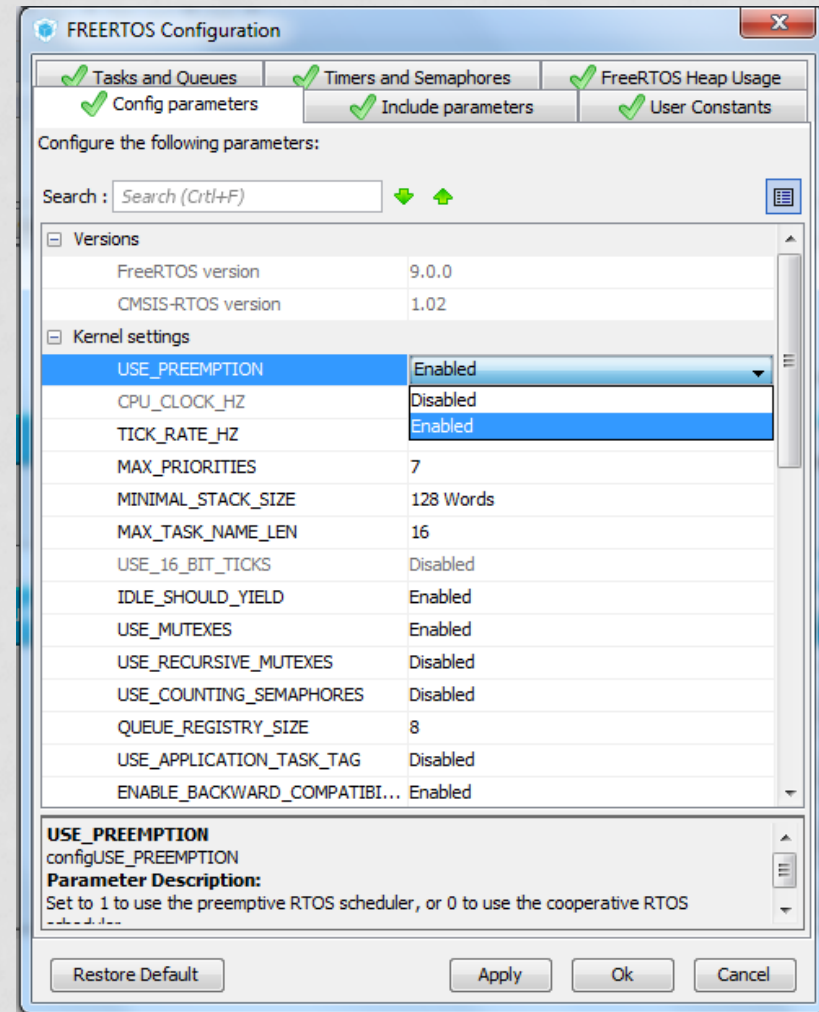 FREERTOS Configuration
Tasks and Queues Timers and Semaphores FreeRTOS Heap Usage
Config parameters Include parameters User Constants
Configure the following parameters:
Search : Search (Crtl+F)
Versions
FreeRTOS version 9.0.0
CMSIS-RTOS version 1.02
Kernel settings
USE_PREEMPTION Enabled
CPU_CLOCK_HZ Disabled
TICK_RATE_HZ Enabled
MAX_PRIORITIES 7
MINIMAL_STACK_SIZE 128 Words
MAX_TASK_NAME_LEN 16
USE_16_BIT_TICKS Disabled
IDLE_SHOULD_YIELD Enabled
USE_MUTEXES Enabled
USE_RECURSIVE_MUTEXES Disabled
USE_COUNTING_SEMAPHORES Disabled
QUEUE_REGISTRY_SIZE 8
USE_APPLICATION_TASK_TAG Disabled
ENABLE_BACKWARD_COMPATIBI... Enabled
USE_PREEMPTION
configUSE_PREEMPTION
Parameter Description:
Set to 1 to use the preemptive RTOS scheduler, or 0 to use the cooperative RTOS
Restore Default Apply Ok Cancel